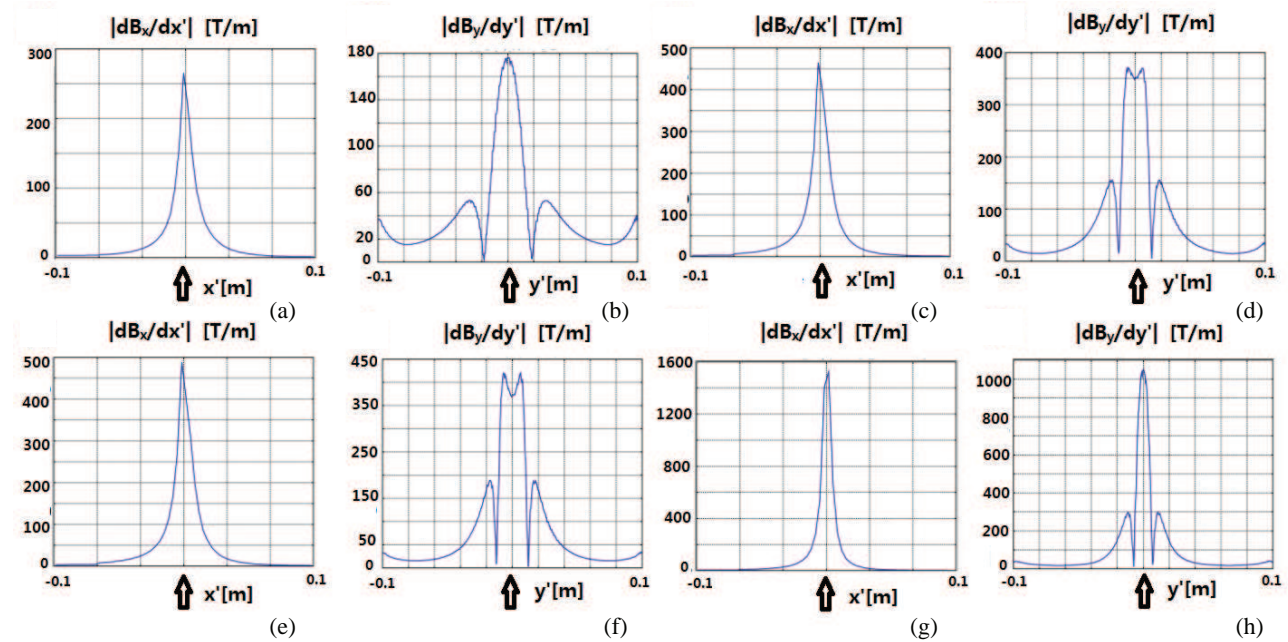 |dBx/dx'| [T/m] |dBy/dy'| [T/m] |dBx/dx'| [T/m] |dBy/dy'| [T/m]
300
200
100
0
-0.1 0.1
x'[m]
(a)
180
140
100
60
20
0
-0.1 0.1
y'[m]
(b)
500
400
300
200
100
0
-0.1 0.1
x'[m]
(c)
400
300
200
100
0
-0.1 0.1
y'[m]
(d)
|dBx/dx'| [T/m] |dBy/dy'| [T/m] |dBx/dx'| [T/m] |dBy/dy'| [T/m]
500
400
300
200
100
0
-0.1 0.1
x'[m]
(e)
450
350
250
150
50
0
-0.1 0.1
y'[m]
(f)
1600
1200
800
400
0
-0.1 0.1
x'[m]
(g)
1000
800
600
400
200
0
-0.1 0.1
y'[m]
(h)